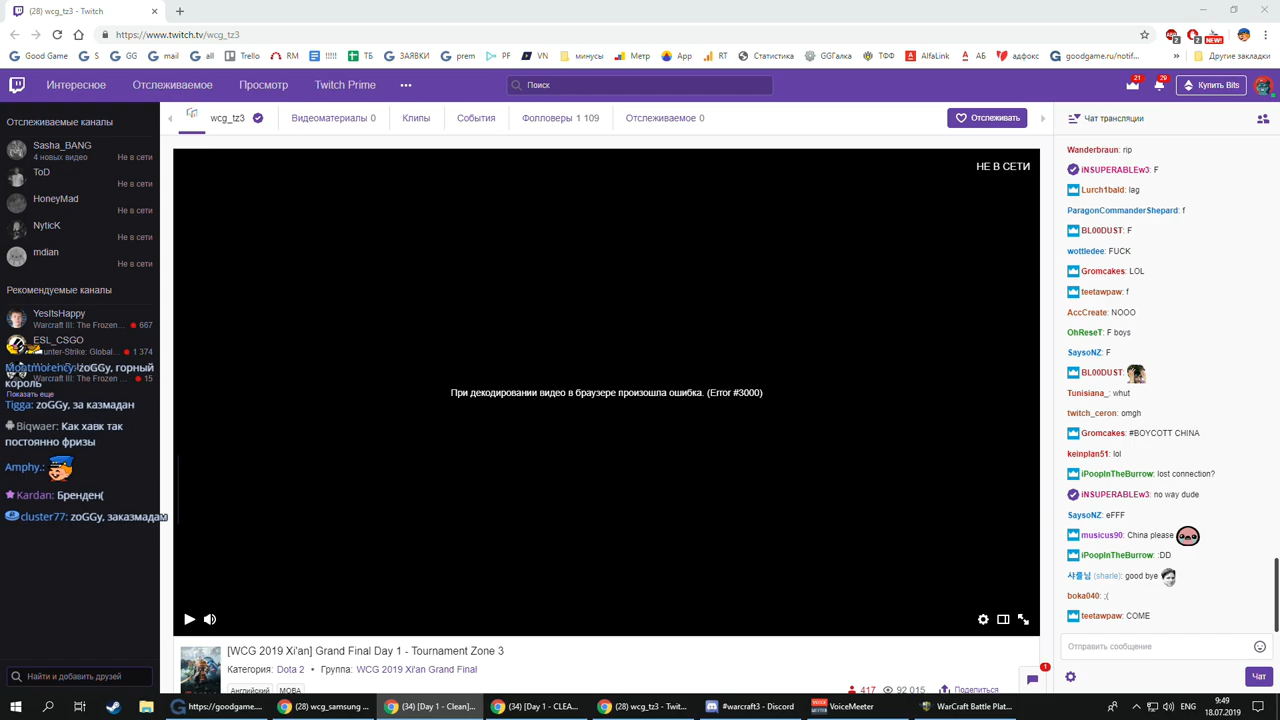 (28) wcg_tz3 - Twitch
https://www.twitch.tv/wcg_tz3
2
2
NEW!
Good Game
S
GG
mail
all
Trello
RM
!!!!
ТБ
ЗАЯВКИ
prem
VN
минусы
Метр
App
RT
Статистика
GGГалка
ТФФ
AlfaLink
АБ
адфокс
goodgame.ru/notif...
»
Другие закладки
Интересное
Отслеживаемое
Просмотр
Twitch Prime
Поиск
21
29
Купить Bits
Отслеживаемые каналы
Sasha_BANG
4 новых видео
Не в сети
ToD
Не в сети
HoneyMad
Не в сети
NyticK
Не в сети
mdian
Не в сети
Рекомендуемые каналы
YesItsHappy
Warcraft III: The Frozen...
667
ESL_CSGO
unter-Strike: Global...
1 374
Warcraft III: The Frozen...
15
Показать еще
Moatmorency: zoGGy, горный
король
Tigga: zoGGy, за казмадан
Biqwaer: Как хавк так
постоянно фризы
Amphy.:
Kardan: Бренден(
cluster77: zoGGy, заказмадам
Найти и добавить друзей
wcg_tz3
Видеоматериалы 0
Клипы
События
Фолловеры 1 109
Отслеживаемое 0
Отслеживать
НЕ В СЕТИ
При декодировании видео в браузере произошла ошибка. (Error #3000)
[WCG 2019 Xi'an] Grand Final Day 1 - Tournament Zone 3
Категория: Dota 2 • Группа: WCG 2019 Xi'an Grand Final
Английский
MOBA
417
92 015
Поделиться
1
Чат трансляции
Wanderbraun: rip
iNSUPERABLEw3: F
Lurch1bald: lag
ParagonCommanderShepard: f
BL00DUST: F
wottledee: FUCK
Gromcakes: LOL
teetawpaw: f
AccCreate: NOOO
OhReseT: F boys
SaysoNZ: F
BL00DUST:
Tunisiana_: whut
twitch_ceron: omgh
Gromcakes: #BOYCOTT CHINA
keinplan51: lol
iPoopInTheBurrow: lost connection?
iNSUPERABLEw3: no way dude
SaysoNZ: eFFF
musicus90: China please
iPoopInTheBurrow: :DD
샤를님 (sharle): good bye
boka040: ;(
teetawpaw: COME
Отправить сообщение
Чат
https://goodgame....
(28) wcg_samsung ...
(34) [Day 1 - Clean]...
(34) [Day 1 - CLEA...
(28) wcg_tz3 - Twit...
#warcraft3 - Discord
VoiceMeeter
WarCraft Battle Plat...
ENG
9:49
18.07.2019